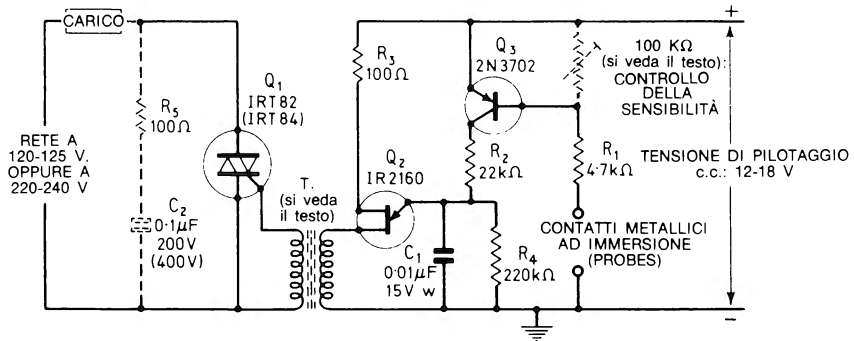 CARICO
+
Q1
IRT82
(IRT84)
R5
100Ω
RETE A
120-125 V.
OPPURE A
220-240 V
C2
0·1µF
200V
(400V)
T.
(si veda
il testo)
R3
100Ω
Q2
IR2160
Q3
2N3702
R2
22kΩ
C1
0·01µF
15V w
R4
220kΩ
100 KΩ
(si veda il testo):
CONTROLLO
DELLA
SENSIBILITÀ
R1
4·7kΩ
TENSIONE DI PILOTAGGIO
c.c.: 12-18 V
CONTATTI METALLICI
AD IMMERSIONE
(PROBES)
−